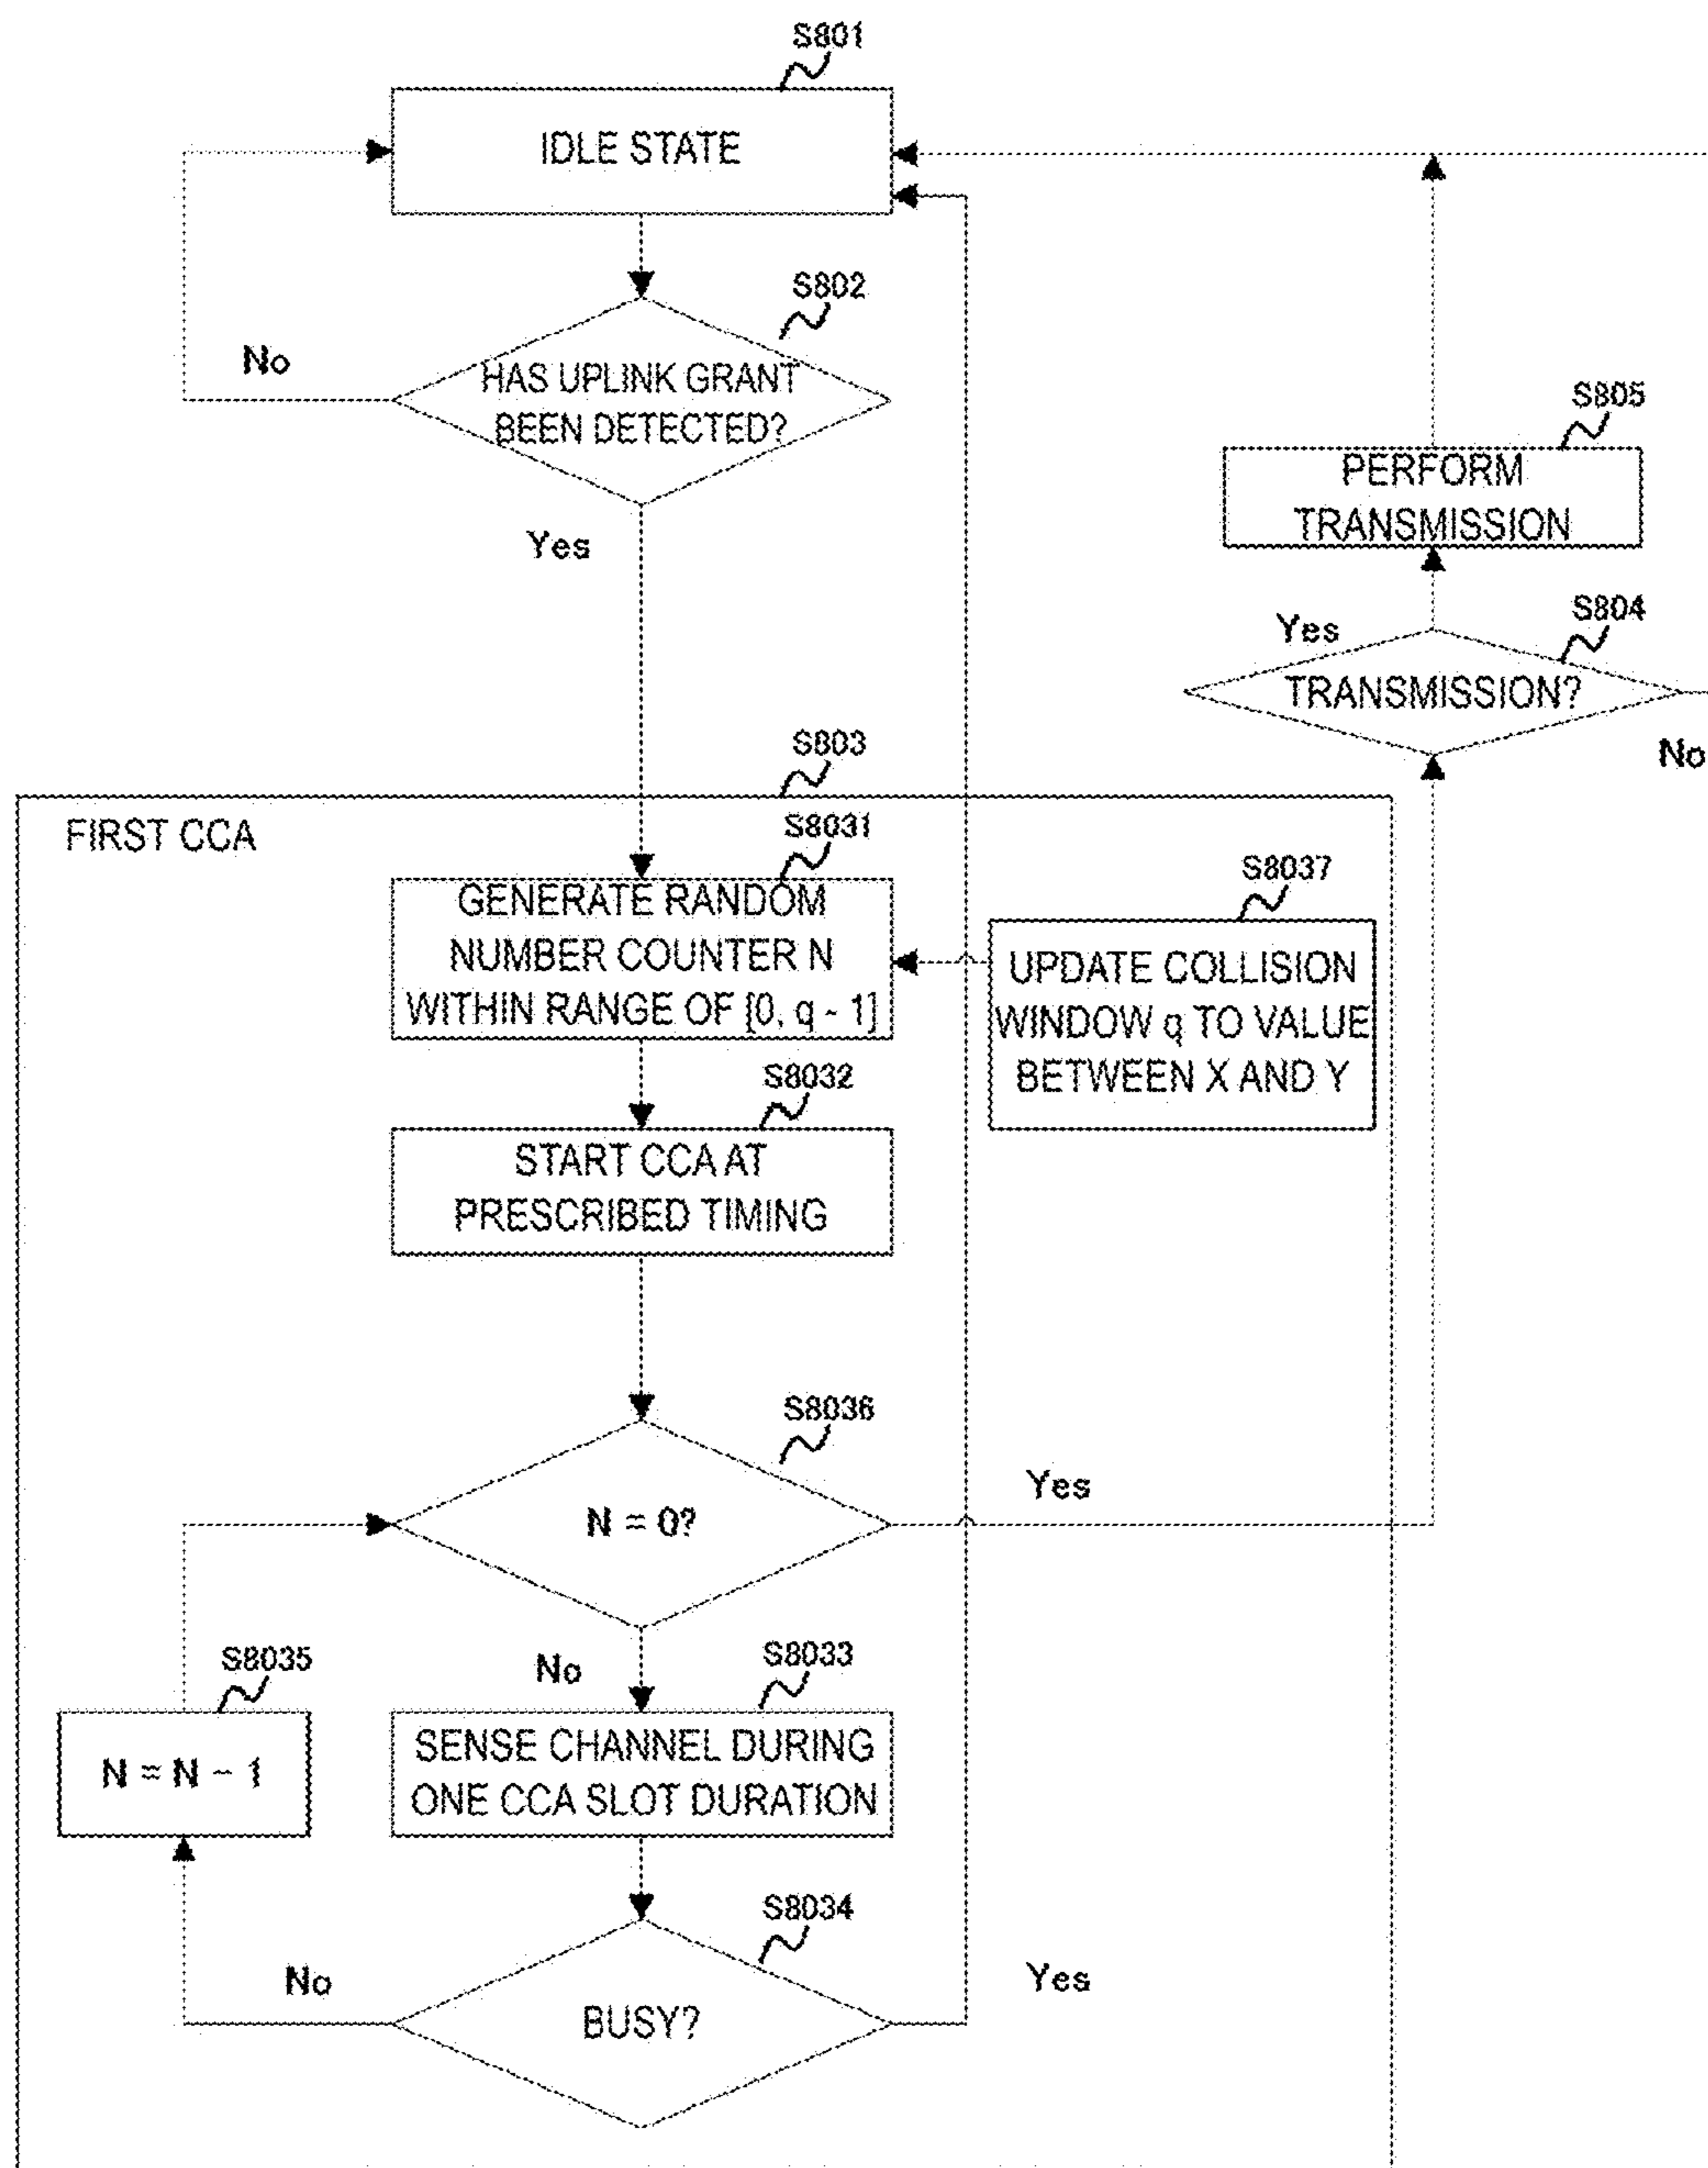 S801
IDLE STATE
S802
No
HAS UPLINK GRANT
BEEN DETECTED?
Yes
S805
PERFORM
TRANSMISSION
S804
Yes
TRANSMISSION?
No
S803
FIRST CCA
S8031
GENERATE RANDOM
NUMBER COUNTER N
WITHIN RANGE OF [0, q - 1]
S8037
UPDATE COLLISION
WINDOW q TO VALUE
BETWEEN X AND Y
S8032
START CCA AT
PRESCRIBED TIMING
S8036
N = 0?
Yes
No
S8033
SENSE CHANNEL DURING
ONE CCA SLOT DURATION
S8035
N = N - 1
S8034
No
BUSY?
Yes